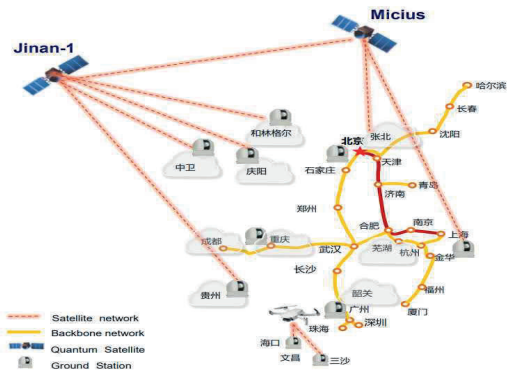 Micius
Jinan-1
哈尔滨
长春
和林格尔
张北
沈阳
北京
中卫
庆阳
石家庄
天津
济南
青岛
郑州
合肥
南京
上海
成都
重庆
武汉
芜湖
杭州
金华
长沙
贵州
韶关
福州
广州
厦门
珠海
深圳
海口
文昌
三沙
Satellite network
Backbone network
Quantum Satellite
Ground Station